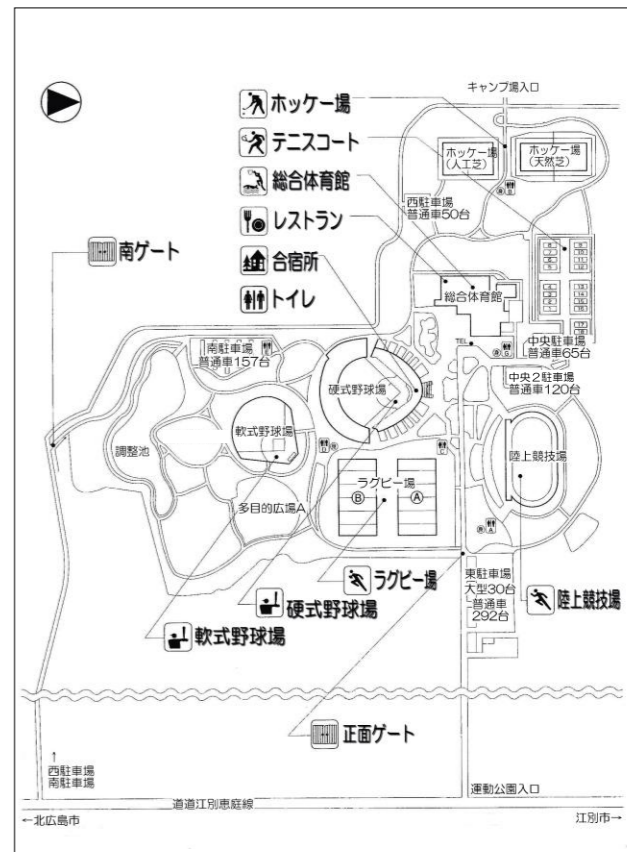 キャンプ場入口
ホッケー場
テニスコート
総合体育館
レストラン
合宿所
トイレ
ホッケー場
(人工芝)
ホッケー場
(天然芝)
西駐車場
普通車50台
南ゲート
総合体育館
TEL
中央駐車場
普通車65台
中央2駐車場
普通車120台
南駐車場
普通車157台
硬式野球場
軟式野球場
調整池
多目的広場A
ラグビー場
B
A
陸上競技場
東駐車場
大型30台
普通車
292台
ラグビー場
硬式野球場
軟式野球場
陸上競技場
正面ゲート
↑
西駐車場
南駐車場
運動公園入口
道道江別恵庭線
←北広島市
江別市→